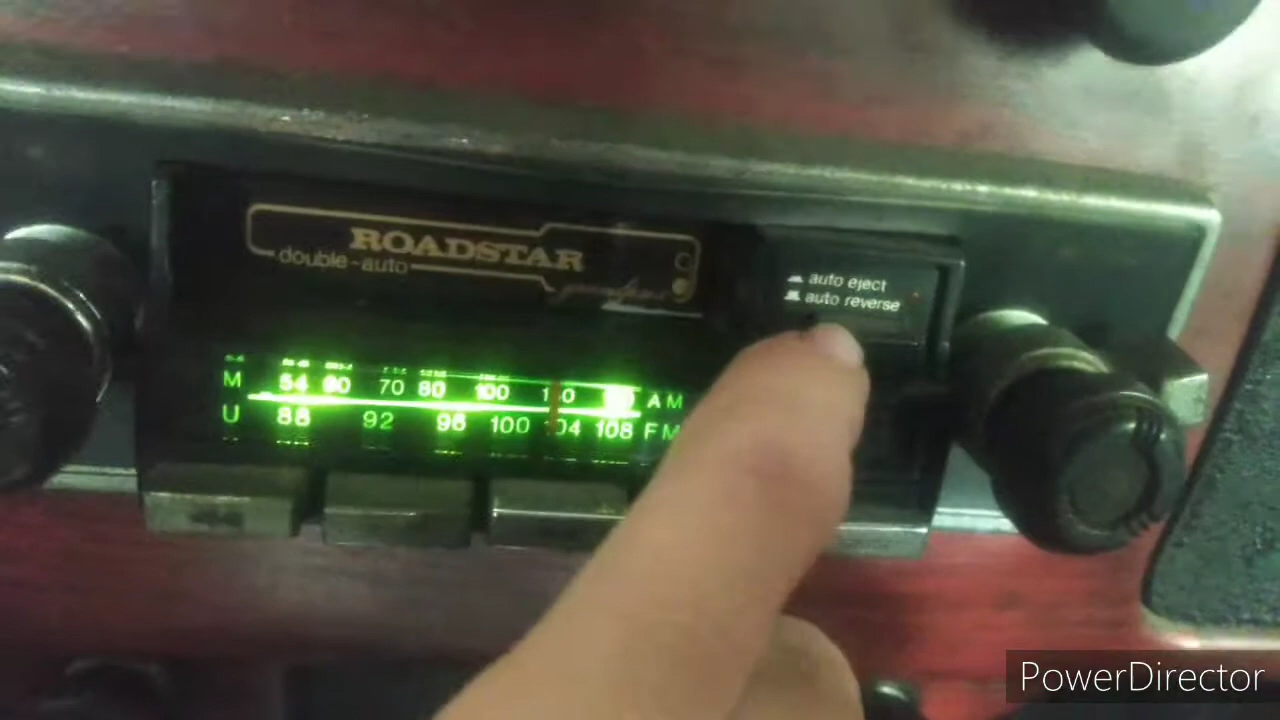 ROADSTAR
double-auto
auto eject
auto reverse
M 54 60 70 80 100 AM
U 88 92 96 100 104 108 FM
PowerDirector